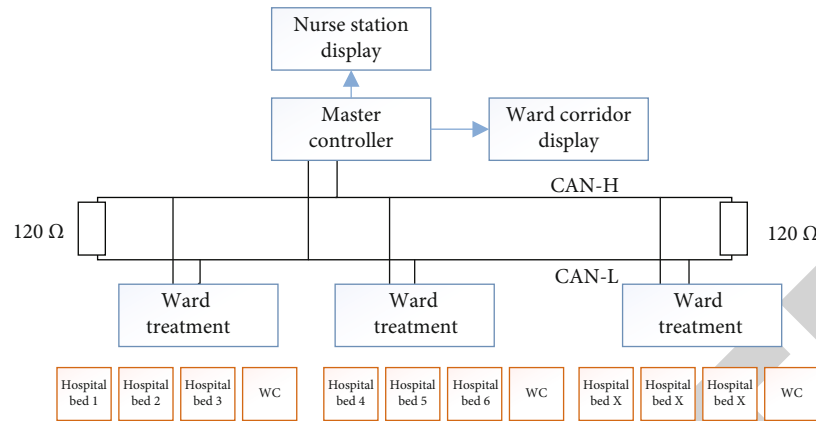 Nurse station
display
Master
controller
Ward corridor
display
CAN-H
120 Ω
120 Ω
CAN-L
Ward
treatment
Ward
treatment
Ward
treatment
Hospital
bed 1
Hospital
bed 2
Hospital
bed 3
WC
Hospital
bed 4
Hospital
bed 5
Hospital
bed 6
WC
Hospital
bed X
Hospital
bed X
Hospital
bed X
WC